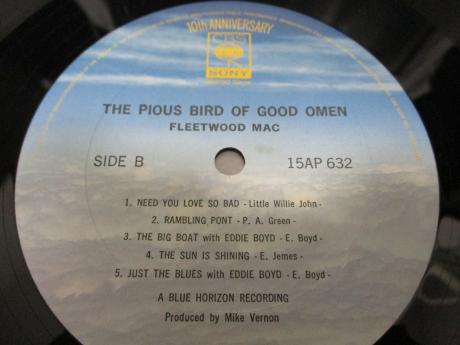 10th ANNIVERSARY
CBS
SONY
THE PIOUS BIRD OF GOOD OMEN
FLEETWOOD MAC
SIDE B
15AP 632
1. NEED YOU LOVE SO BAD - Little Willie John -
2. RAMBLING PONT - P. A. Green -
3. THE BIG BOAT with EDDIE BOYD - E. Boyd -
4. THE SUN IS SHINING - E. Jemes -
5. JUST THE BLUES with EDDIE BOYD - E. Boyd -
A BLUE HORIZON RECORDING
Produced by Mike Vernon